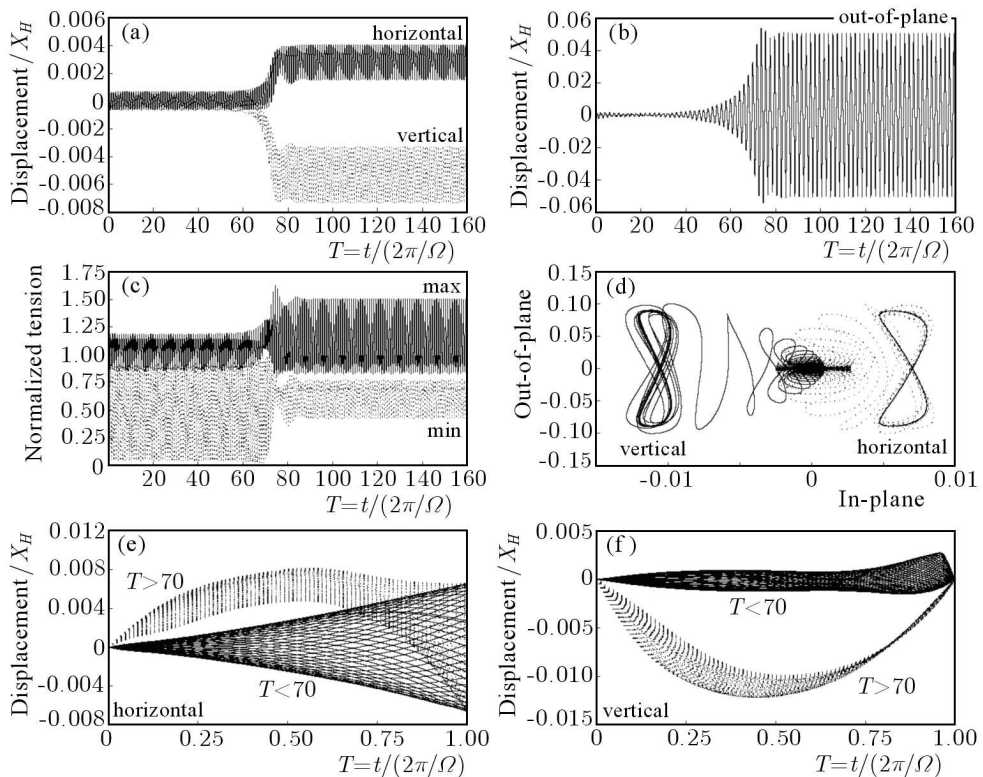 (a)
Displacement / X_H
0.006
0.004
0.002
0
-0.002
-0.004
-0.006
-0.008
horizontal
vertical
0 20 40 60 80 100 120 140 160
T=t/(2π/Ω)
(b)
Displacement / X_H
0.06
0.04
0.02
0
-0.02
-0.04
-0.06
out-of-plane
0 20 40 60 80 100 120 140 160
T=t/(2π/Ω)
(c)
Normalized tension
1.75
1.50
1.25
1.00
0.75
0.50
0.25
0
max
min
20 40 60 80 100 120 140 160
T=t/(2π/Ω)
(d)
Out-of-plane
0.15
0.10
0.05
0
-0.05
-0.10
-0.15
vertical
horizontal
-0.01 0 0.01
In-plane
(e)
Displacement / X_H
0.012
0.008
0.004
0
-0.004
-0.008
T>70
T<70
horizontal
0 0.25 0.50 0.75 1.00
T=t/(2π/Ω)
(f)
Displacement / X_H
0.005
0
-0.005
-0.010
-0.015
T<70
T>70
vertical
0 0.25 0.50 0.75 1.00
T=t/(2π/Ω)